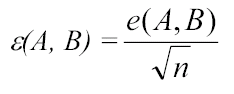 ε(A, B) = e(A, B) / √n